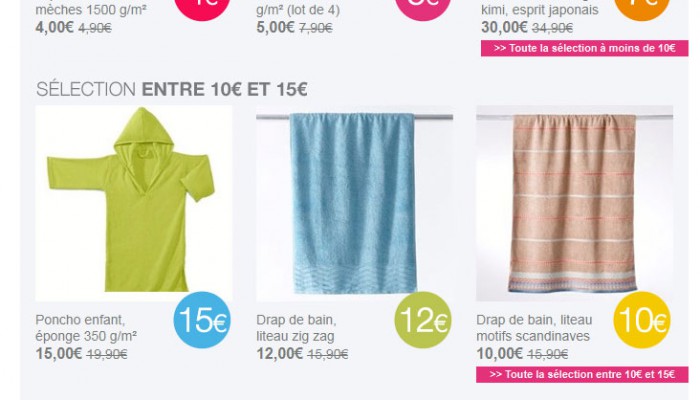 mèches 1500 g/m²
4,00€ 4,90€
g/m² (lot de 4)
5,00€ 7,90€
kimi, esprit japonais
30,00€ 34,90€
>> Toute la sélection à moins de 10€
SÉLECTION ENTRE 10€ ET 15€
15€
Poncho enfant,
éponge 350 g/m²
15,00€ 19,90€
12€
Drap de bain,
liteau zig zag
12,00€ 15,90€
10€
Drap de bain, liteau
motifs scandinaves
10,00€ 15,90€
>> Toute la sélection entre 10€ et 15€